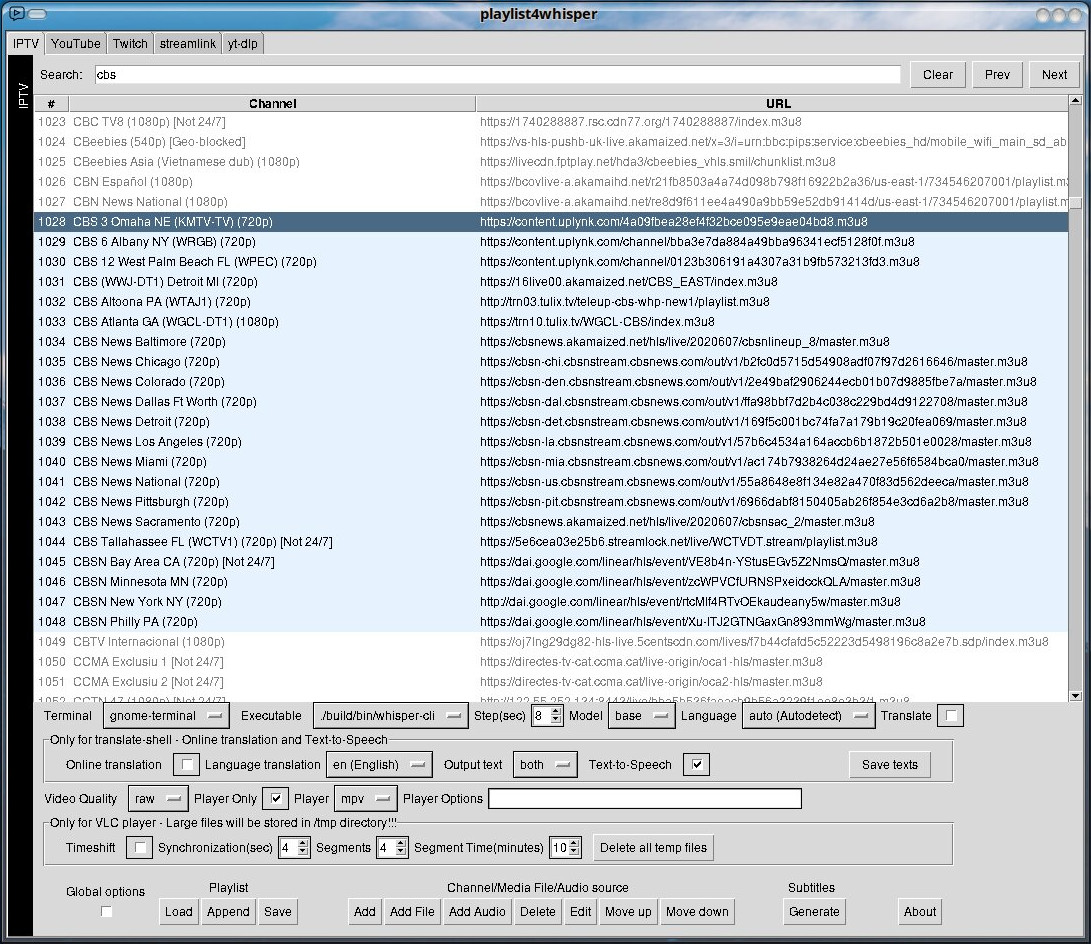 playlist4whisper
IPTV YouTube Twitch streamlink yt-dlp
IPTV
Search: cbs Clear Prev Next
# Channel URL
1023 CBC TV8 (1080p) [Not 24/7] https://1740288887.rsc.cdn77.org/1740288887/index.m3u8
1024 CBeebies (540p) [Geo-blocked] https://vs-hls-pushb-uk-live.akamaized.net/x=3/i=urn:bbc:pips:service:cbeebies_hd/mobile_wifi_main_sd_ab
1025 CBeebies Asia (Vietnamese dub) (1080p) https://livecdn.fptplay.net/hda3/cbeebies_vhls.smil/chunklist.m3u8
1026 CBN Español (1080p) https://bcovlive-a.akamaihd.net/r21fb8503a4a74d098b798f16922b2a36/us-east-1/734546207001/playlist.m3
1027 CBN News National (1080p) https://bcovlive-a.akamaihd.net/re8d9f611ee4a490a9bb59e52db91414d/us-east-1/734546207001/playlist.m
1028 CBS 3 Omaha NE (KMTV-TV) (720p) https://content.uplynk.com/4a09fbea28ef4f32bce095e9eae04bd8.m3u8
1029 CBS 6 Albany NY (WRGB) (720p) https://content.uplynk.com/channel/bba3e7da884a49bba96341ecf5128f0f.m3u8
1030 CBS 12 West Palm Beach FL (WPEC) (720p) https://content.uplynk.com/channel/0123b306191a4307a31b9fb573213fd3.m3u8
1031 CBS (WWJ-DT1) Detroit MI (720p) https://16live00.akamaized.net/CBS_EAST/index.m3u8
1032 CBS Altoona PA (WTAJ1) (720p) http://trn03.tulix.tv/teleup-cbs-whp-new1/playlist.m3u8
1033 CBS Atlanta GA (WGCL-DT1) (1080p) https://trn10.tulix.tv/WGCL-CBS/index.m3u8
1034 CBS News Baltimore (720p) https://cbsnews.akamaized.net/hls/live/2020607/cbsnlineup_8/master.m3u8
1035 CBS News Chicago (720p) https://cbsn-chi.cbsnstream.cbsnews.com/out/v1/b2fc0d5715d54908adf07f97d2616646/master.m3u8
1036 CBS News Colorado (720p) https://cbsn-den.cbsnstream.cbsnews.com/out/v1/2e49baf2906244ecb01b07d9885fbe7a/master.m3u8
1037 CBS News Dallas Ft Worth (720p) https://cbsn-dal.cbsnstream.cbsnews.com/out/v1/ffa98bbf7d2b4c038c229bd4d9122708/master.m3u8
1038 CBS News Detroit (720p) https://cbsn-det.cbsnstream.cbsnews.com/out/v1/169f5c001bc74fa7a179b19c20fea069/master.m3u8
1039 CBS News Los Angeles (720p) https://cbsn-la.cbsnstream.cbsnews.com/out/v1/57b6c4534a164accb6b1872b501e0028/master.m3u8
1040 CBS News Miami (720p) https://cbsn-mia.cbsnstream.cbsnews.com/out/v1/ac174b7938264d24ae27e56f6584bca0/master.m3u8
1041 CBS News National (720p) https://cbsn-us.cbsnstream.cbsnews.com/out/v1/55a8648e8f134e82a470f83d562deeca/master.m3u8
1042 CBS News Pittsburgh (720p) https://cbsn-pit.cbsnstream.cbsnews.com/out/v1/6966dabf8150405ab26f854e3cd6a2b8/master.m3u8
1043 CBS News Sacramento (720p) https://cbsnews.akamaized.net/hls/live/2020607/cbsnsac_2/master.m3u8
1044 CBS Tallahassee FL (WCTV1) (720p) [Not 24/7] https://5e6cea03e25b6.streamlock.net/live/WCTVDT.stream/playlist.m3u8
1045 CBSN Bay Area CA (720p) [Not 24/7] https://dai.google.com/linear/hls/event/VE8b4n-YStusEGv5Z2NmsQ/master.m3u8
1046 CBSN Minnesota MN (720p) https://dai.google.com/linear/hls/event/zcWPVCfURNSPxeidcckQLA/master.m3u8
1047 CBSN New York NY (720p) http://dai.google.com/linear/hls/event/rtcMlf4RTvOEkaudeany5w/master.m3u8
1048 CBSN Philly PA (720p) https://dai.google.com/linear/hls/event/Xu-ITJ2GTNGaxGn893mmWg/master.m3u8
1049 CBTV Internacional (1080p) https://oj7lng29dg82-hls-live.5centscdn.com/lives/f7b44cfafd5c52223d5498196c8a2e7b.sdp/index.m3u8
1050 CCMA Exclusiu 1 [Not 24/7] https://directes-tv-cat.ccma.cat/live-origin/oca1-hls/master.m3u8
1051 CCMA Exclusiu 2 [Not 24/7] https://directes-tv-cat.ccma.cat/live-origin/oca2-hls/master.m3u8
1052 CCTN 47 (1080p) [Not 24/7]
Terminal gnome-terminal Executable ./build/bin/whisper-cli Step(sec) 8 Model base Language auto (Autodetect) Translate
Only for translate-shell - Online translation and Text-to-Speech
Online translation Language translation en (English) Output text both Text-to-Speech Save texts
Video Quality raw Player Only Player mpv Player Options
Only for VLC player - Large files will be stored in /tmp directory!!!
Timeshift Synchronization(sec) 4 Segments 4 Segment Time(minutes) 10 Delete all temp files
Global options Playlist Channel/Media File/Audio source Subtitles
Load Append Save Add Add File Add Audio Delete Edit Move up Move down Generate About